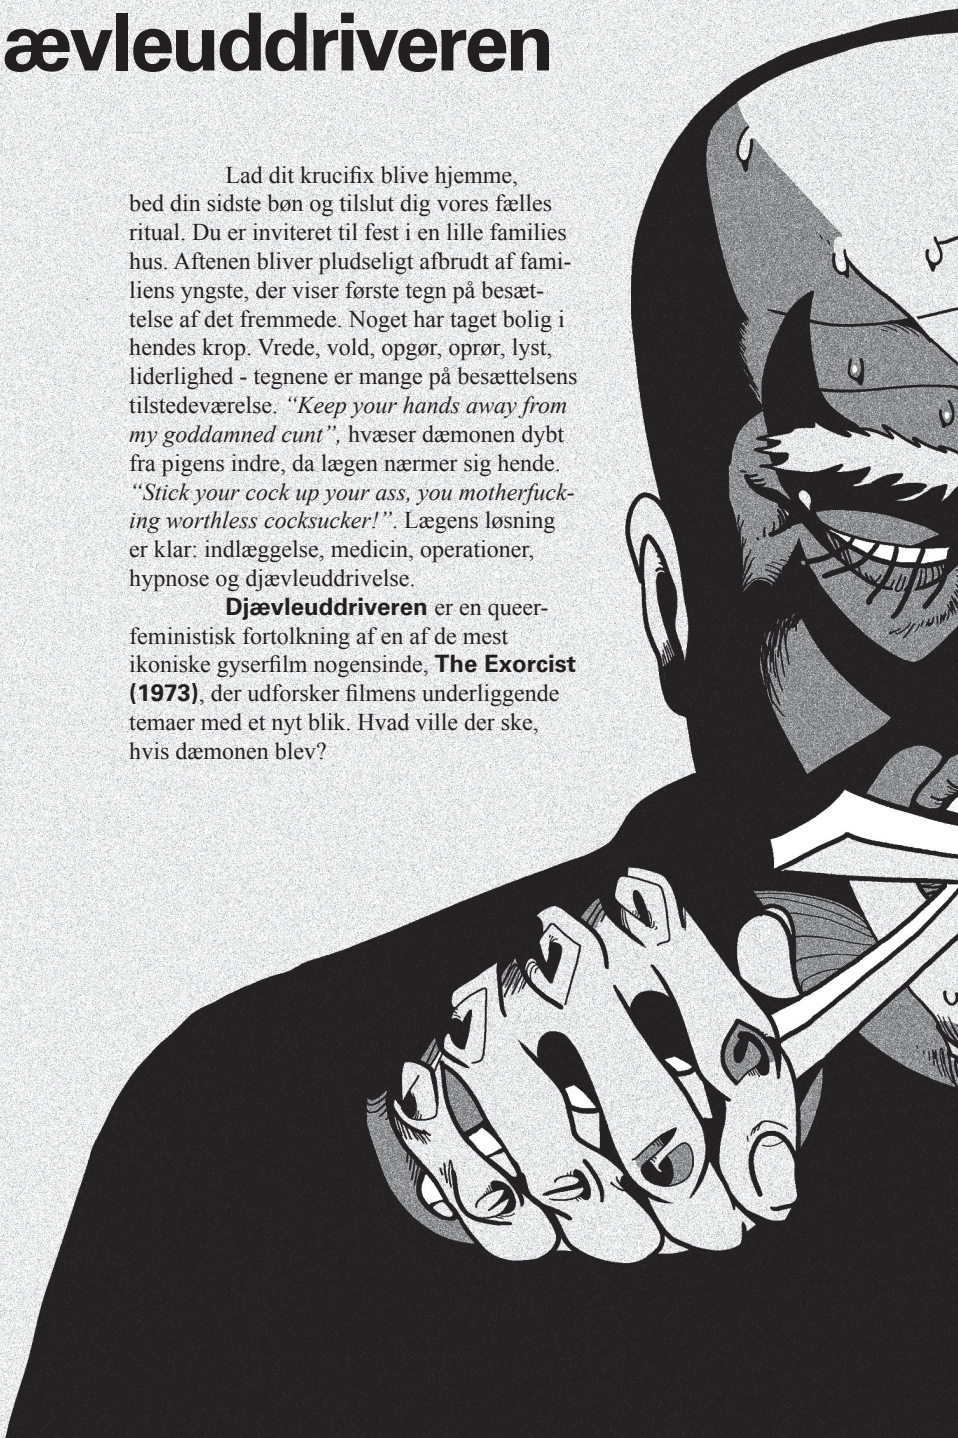 ævleuddriveren
Lad dit krucifix blive hjemme,
bed din sidste bøn og tilslut dig vores fælles
ritual. Du er inviteret til fest i en lille families
hus. Aftenen bliver pludseligt afbrudt af fami-
liens yngste, der viser første tegn på besæt-
telse af det fremmede. Noget har taget bolig i
hendes krop. Vrede, vold, opgør, oprør, lyst,
liderlighed - tegnene er mange på besættelsens
tilstedeværelse. “Keep your hands away from
my goddamned cunt”, hvæser dæmonen dybt
fra pigens indre, da lægen nærmer sig hende.
“Stick your cock up your ass, you motherfuck-
ing worthless cocksucker!”. Lægens løsning
er klar: indlæggelse, medicin, operationer,
hypnose og djævleuddrivelse.
Djævleuddriveren er en queer-
feministisk fortolkning af en af de mest
ikoniske gyserfilm nogensinde, The Exorcist
(1973), der udforsker filmens underliggende
temaer med et nyt blik. Hvad ville der ske,
hvis dæmonen blev?